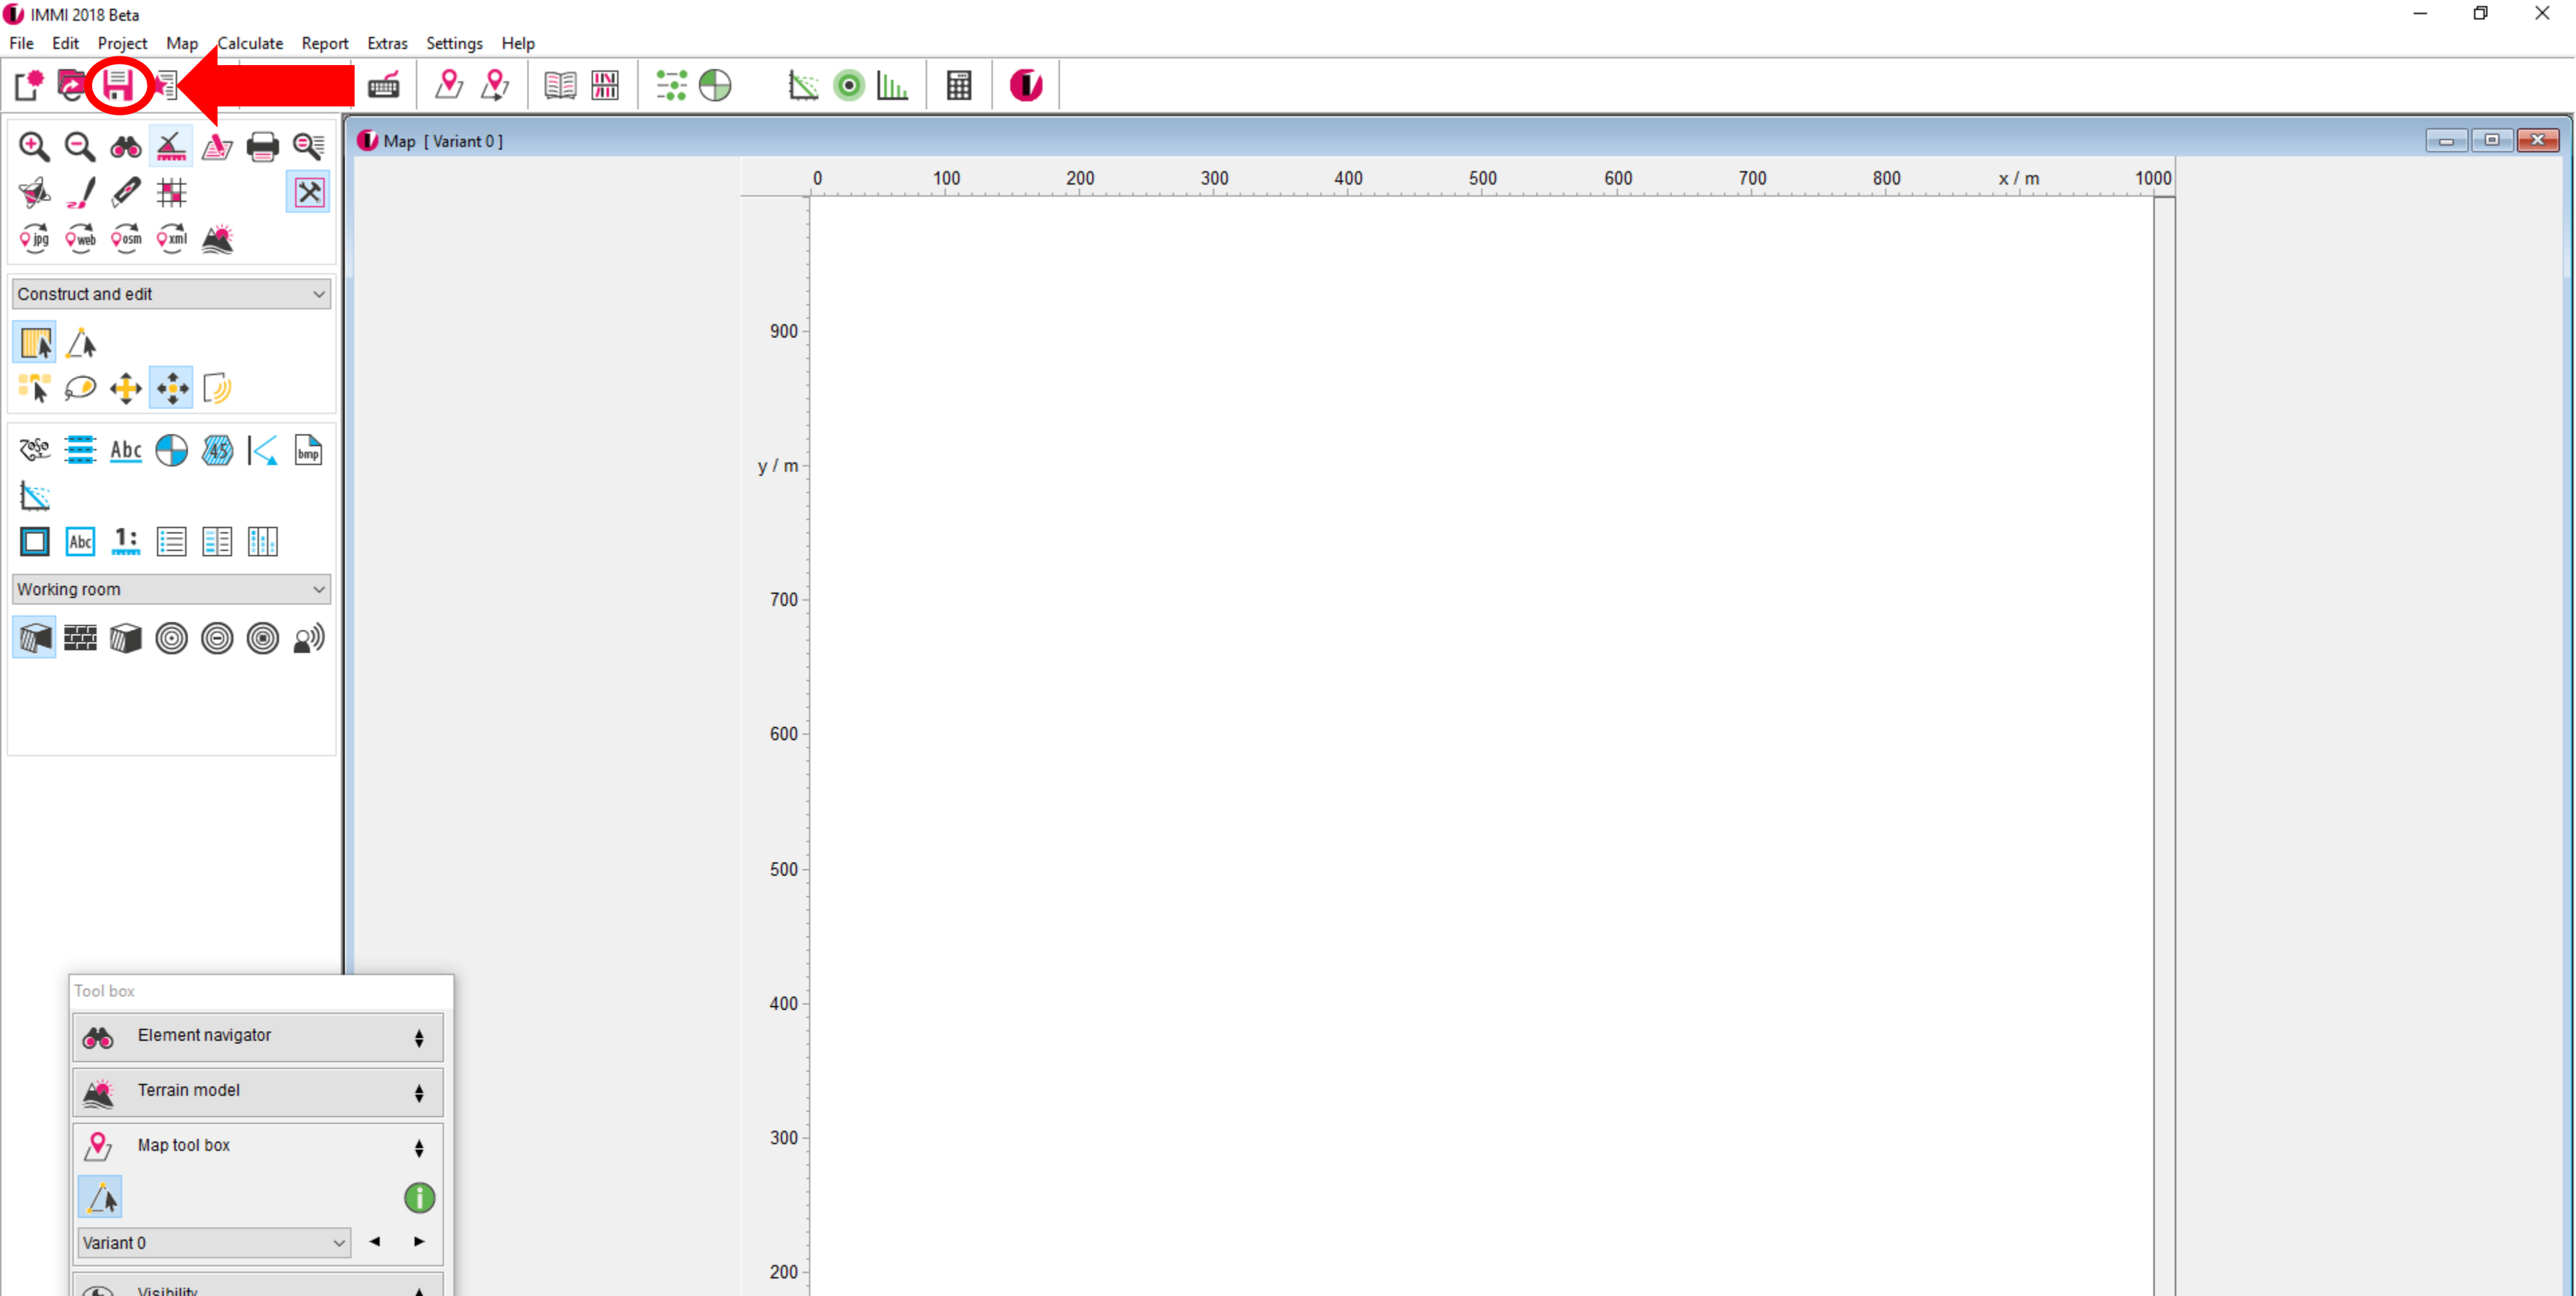 IMMI 2018 Beta
File Edit Project Map Calculate Report Extras Settings Help
Map [ Variant 0 ]
0 100 200 300 400 500 600 700 800 x / m 1000
jpg web osm xml
Construct and edit
900
Abc 45 bmp
y / m
Abc 1:
Working room
700
600
500
400
300
200
Tool box
Element navigator
Terrain model
Map tool box
i
Variant 0
Visibility